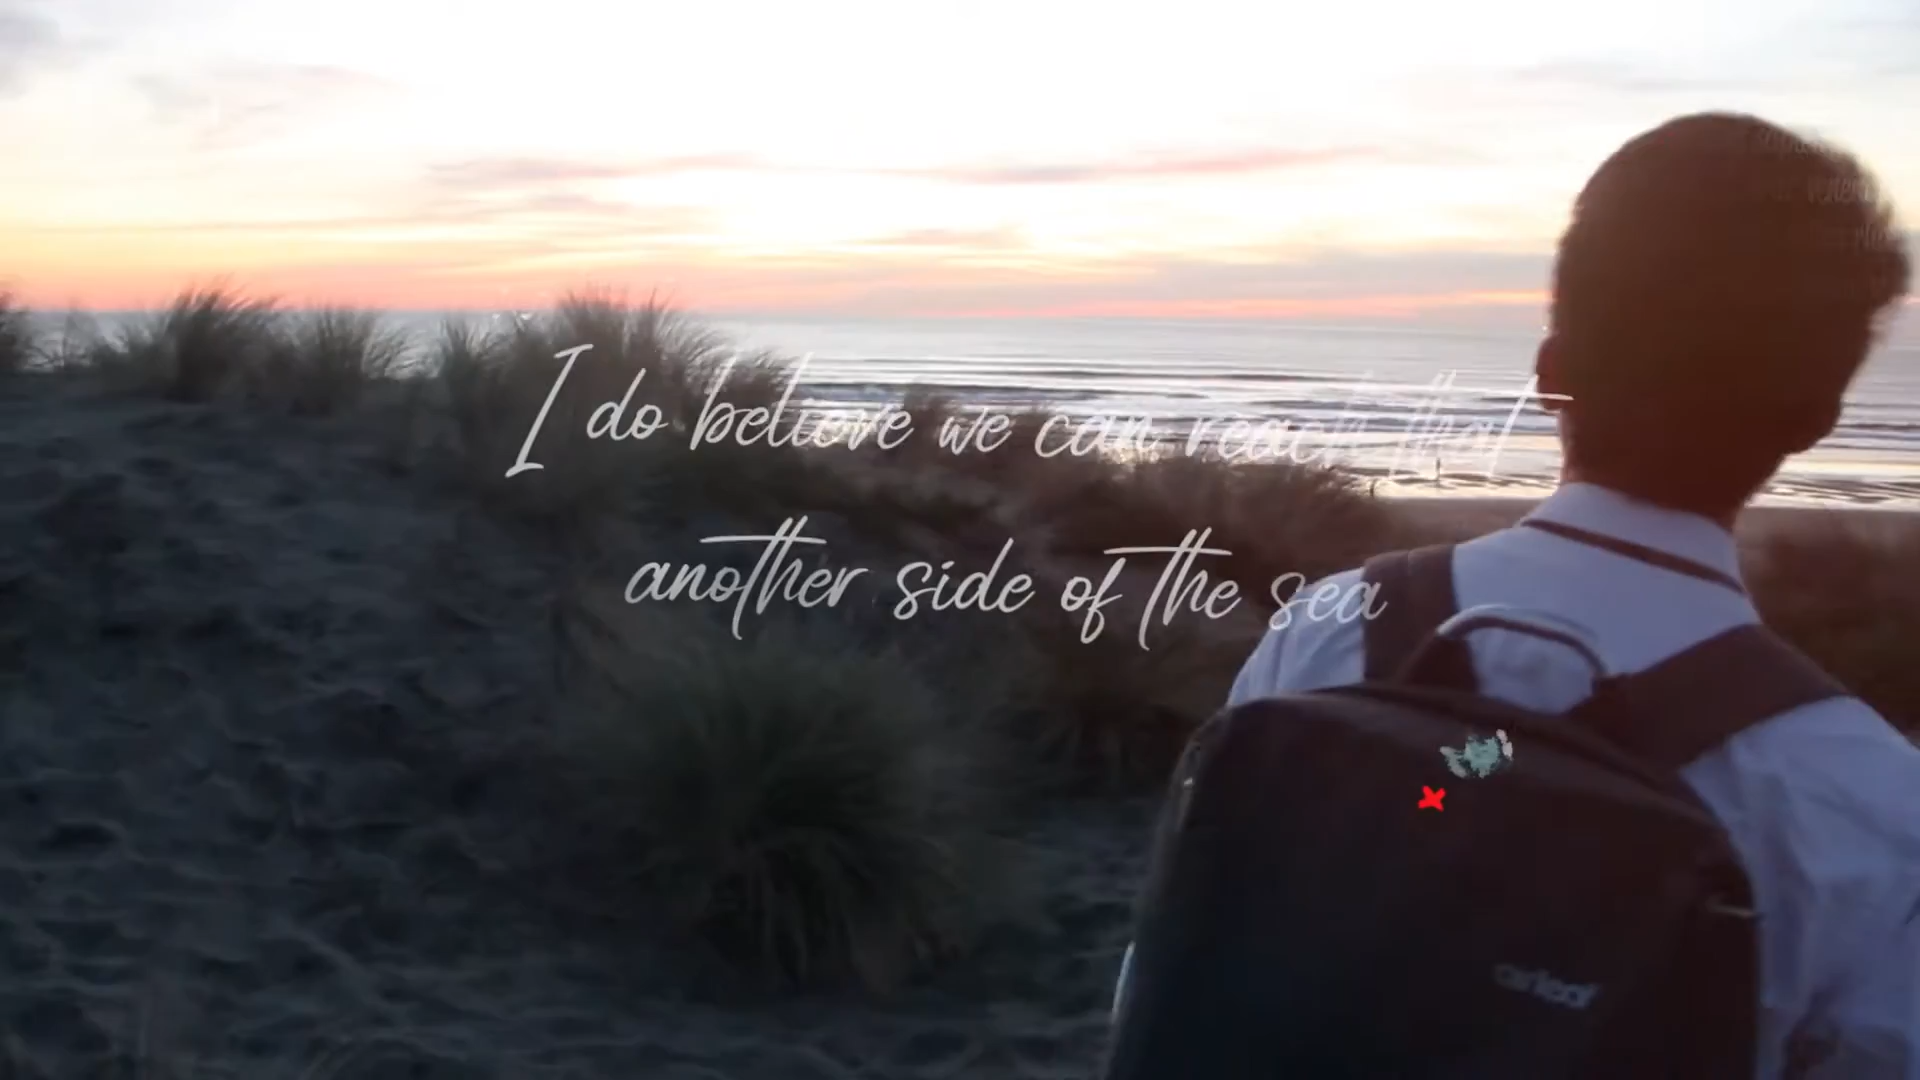 I do believe we can reach that
another side of the sea